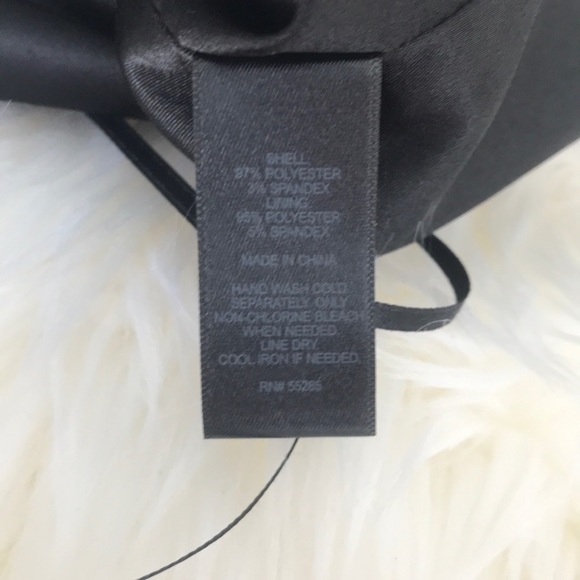 SHELL
97% POLYESTER
3% SPANDEX
LINING
95% POLYESTER
5% SPANDEX
MADE IN CHINA
HAND WASH COLD
SEPARATELY. ONLY
NON-CHLORINE BLEACH
WHEN NEEDED.
LINE DRY.
COOL IRON IF NEEDED.
RN# 55285